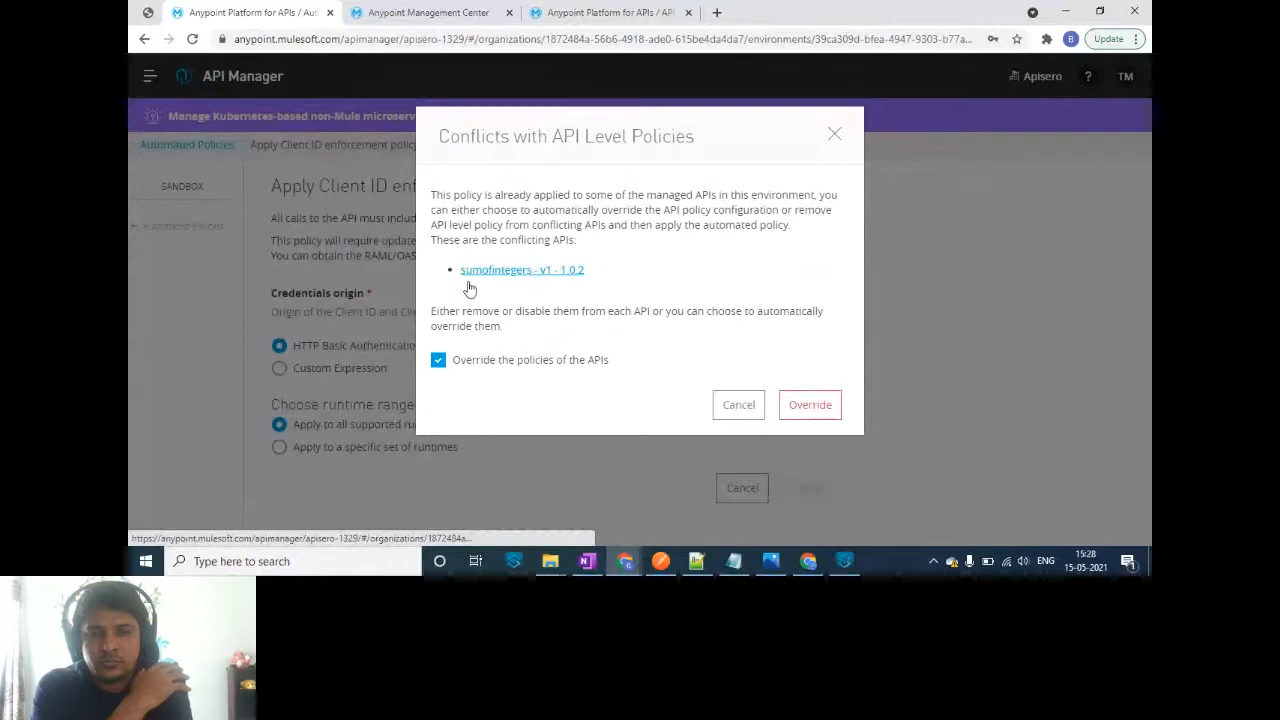 Anypoint Platform for APIs / Aut
Anypoint Management Center
Anypoint Platform for APIs / API
anypoint.mulesoft.com/apimanager/apisero-1329/#/organizations/1872484a-56b6-4918-ade0-615be4da4da7/environments/39ca309d-bfea-4947-9303-b77a...
B
Update
API Manager
Apisero
?
TM
Manage Kubernetes-based non-Mule microserv
Automated Policies
Apply Client ID enforcement policy
SANDBOX
Automated Policies
Apply Client ID enf
All calls to the API must includ
This policy will require update
You can obtain the RAML/OAS
Credentials origin *
Origin of the Client ID and Clie
HTTP Basic Authenticatio
Custom Expression
Choose runtime range
Apply to all supported ru
Apply to a specific set of runtimes
Cancel
Conflicts with API Level Policies
This policy is already applied to some of the managed APIs in this environment, you
can either choose to automatically override the API policy configuration or remove
API level policy from conflicting APIs and then apply the automated policy.
These are the conflicting APIs:
• sumofintegers - v1 - 1.0.2
Either remove or disable them from each API or you can choose to automatically
override them.
Override the policies of the APIs
Cancel
Override
https://anypoint.mulesoft.com/apimanager/apisero-1329/#/organizations/1872484a...
Type here to search
ENG
15:28
15-05-2021
1